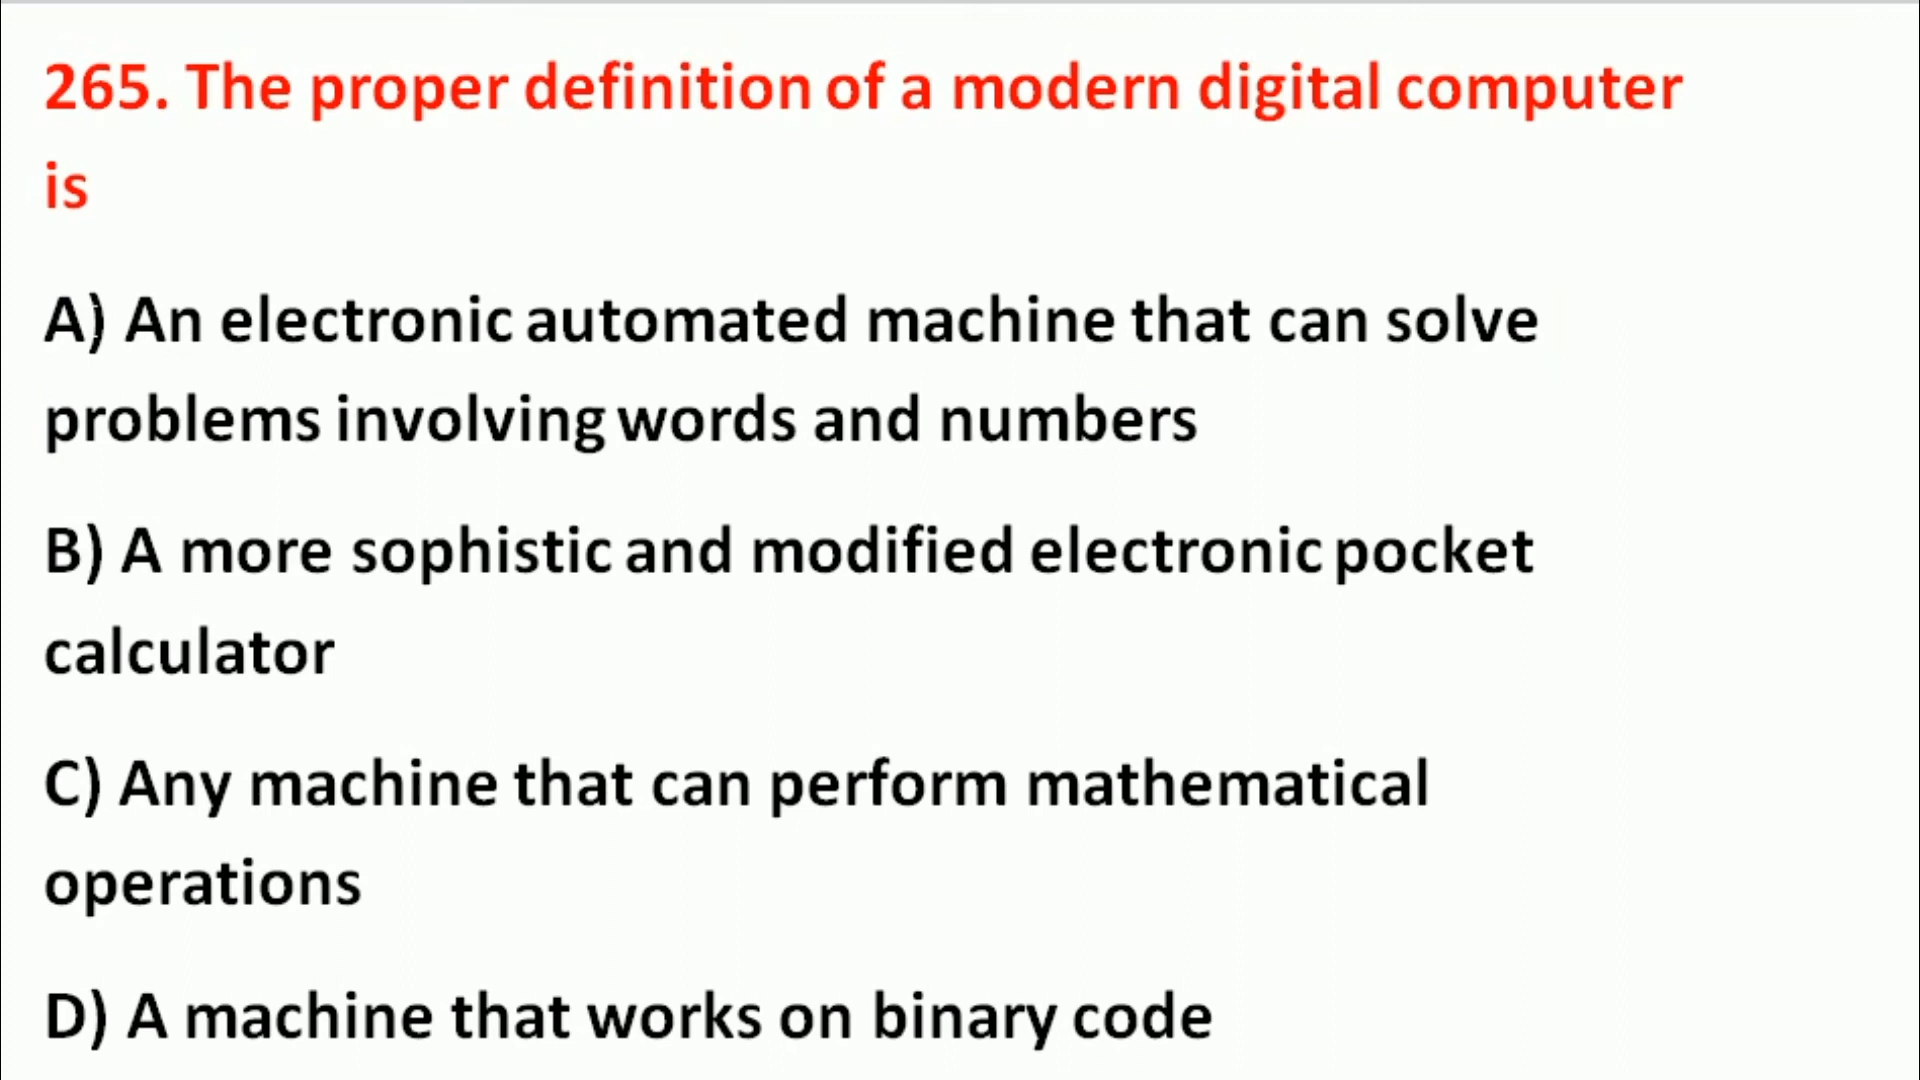 265. The proper definition of a modern digital computer
is
A) An electronic automated machine that can solve
problems involving words and numbers
B) A more sophistic and modified electronic pocket
calculator
C) Any machine that can perform mathematical
operations
D) A machine that works on binary code